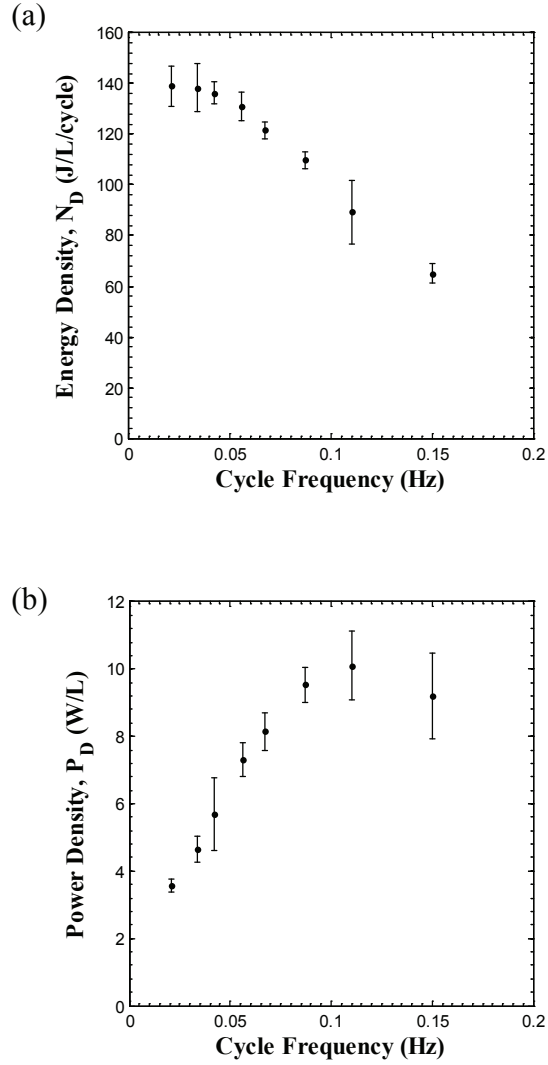 (a)
160
140
120
100
80
60
40
20
0
Energy Density, N_D (J/L/cycle)
0 0.05 0.1 0.15 0.2
Cycle Frequency (Hz)
(b)
12
10
8
6
4
2
0
Power Density, P_D (W/L)
0 0.05 0.1 0.15 0.2
Cycle Frequency (Hz)